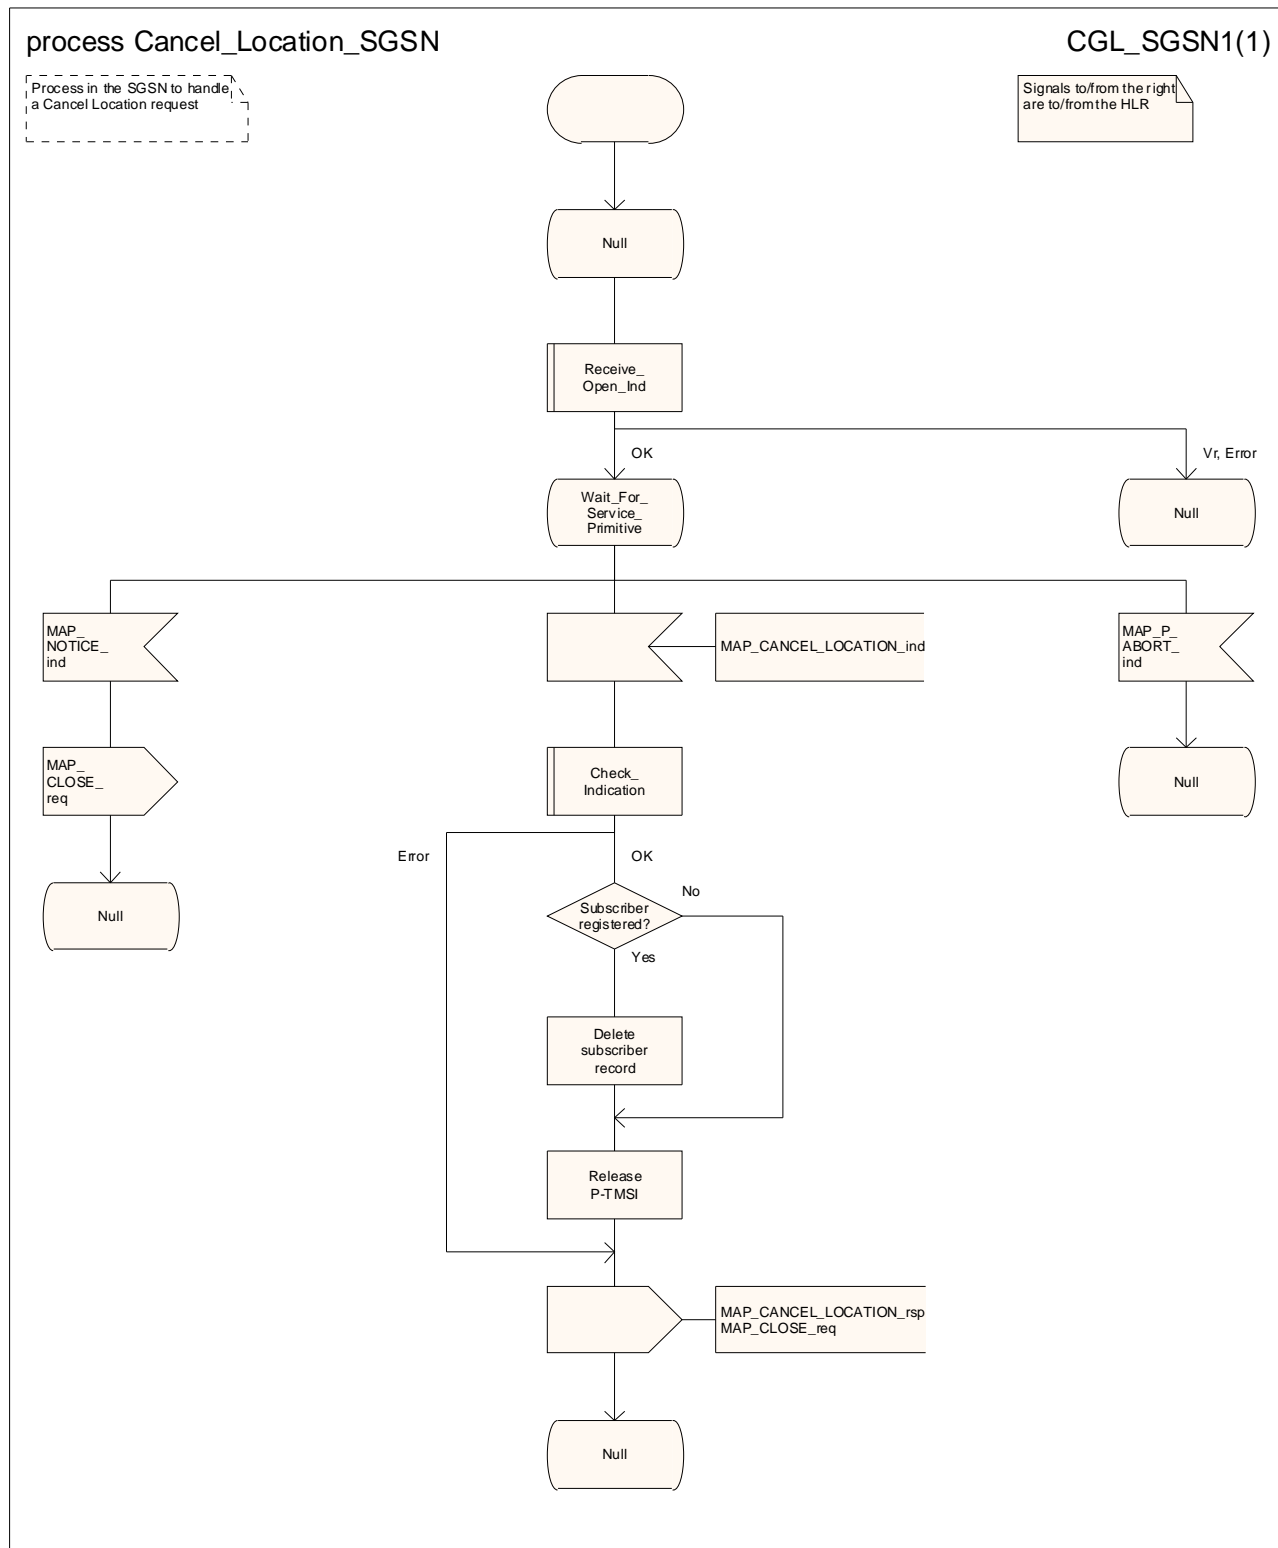 process Cancel_Location_SGSN
CGL_SGSN1(1)
Process in the SGSN to handle
a Cancel Location request
Signals to/from the right
are to/from the HLR
Null
Receive_
Open_Ind
OK
Vr, Error
Wait_For_
Service_
Primitive
Null
MAP_
NOTICE_
ind
MAP_CANCEL_LOCATION_ind
MAP_P_
ABORT_
ind
MAP_
CLOSE_
req
Check_
Indication
Null
Error
OK
Null
Subscriber
registered?
No
Yes
Delete
subscriber
record
Release
P-TMSI
MAP_CANCEL_LOCATION_rsp
MAP_CLOSE_req
Null